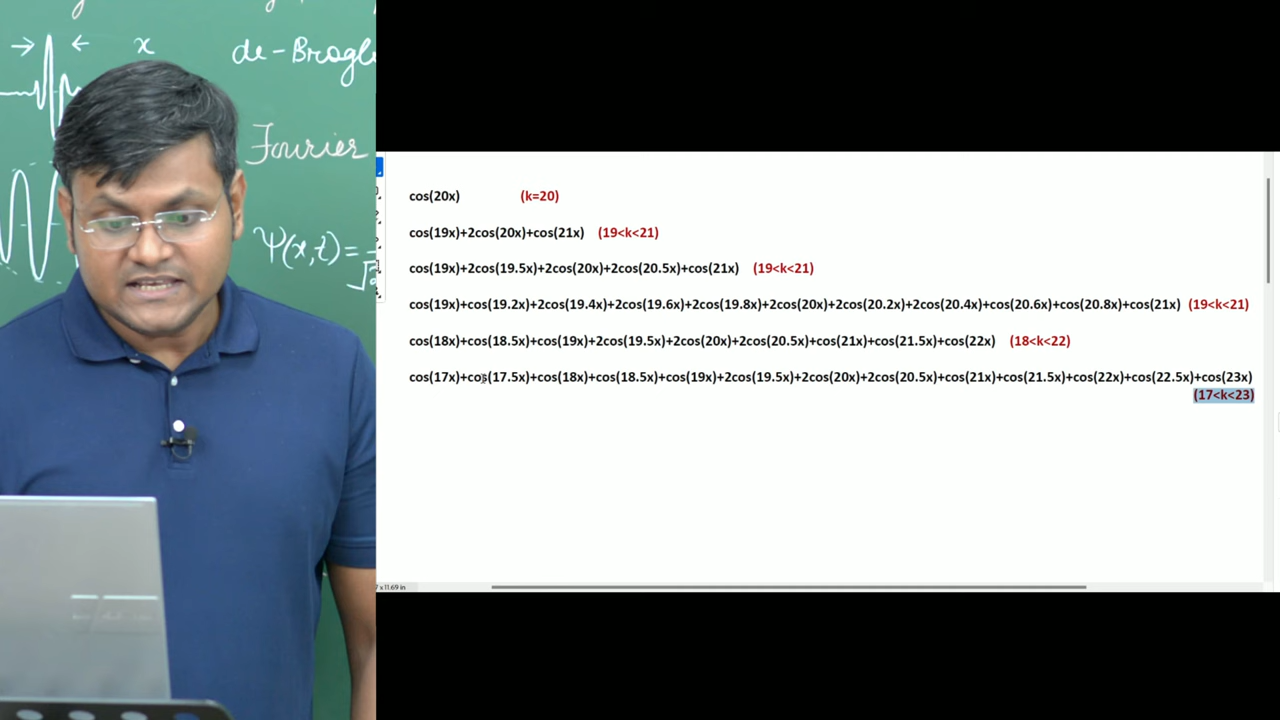 x
de-Brogl
Fourier
Ψ(x,t)=
cos(20x) (k=20)
cos(19x)+2cos(20x)+cos(21x) (19<k<21)
cos(19x)+2cos(19.5x)+2cos(20x)+2cos(20.5x)+cos(21x) (19<k<21)
cos(19x)+cos(19.2x)+2cos(19.4x)+2cos(19.6x)+2cos(19.8x)+2cos(20x)+2cos(20.2x)+2cos(20.4x)+cos(20.6x)+cos(20.8x)+cos(21x) (19<k<21)
cos(18x)+cos(18.5x)+cos(19x)+2cos(19.5x)+2cos(20x)+2cos(20.5x)+cos(21x)+cos(21.5x)+cos(22x) (18<k<22)
cos(17x)+cos(17.5x)+cos(18x)+cos(18.5x)+cos(19x)+2cos(19.5x)+2cos(20x)+2cos(20.5x)+cos(21x)+cos(21.5x)+cos(22x)+cos(22.5x)+cos(23x)
(17<k<23)
7 x 11.69 in